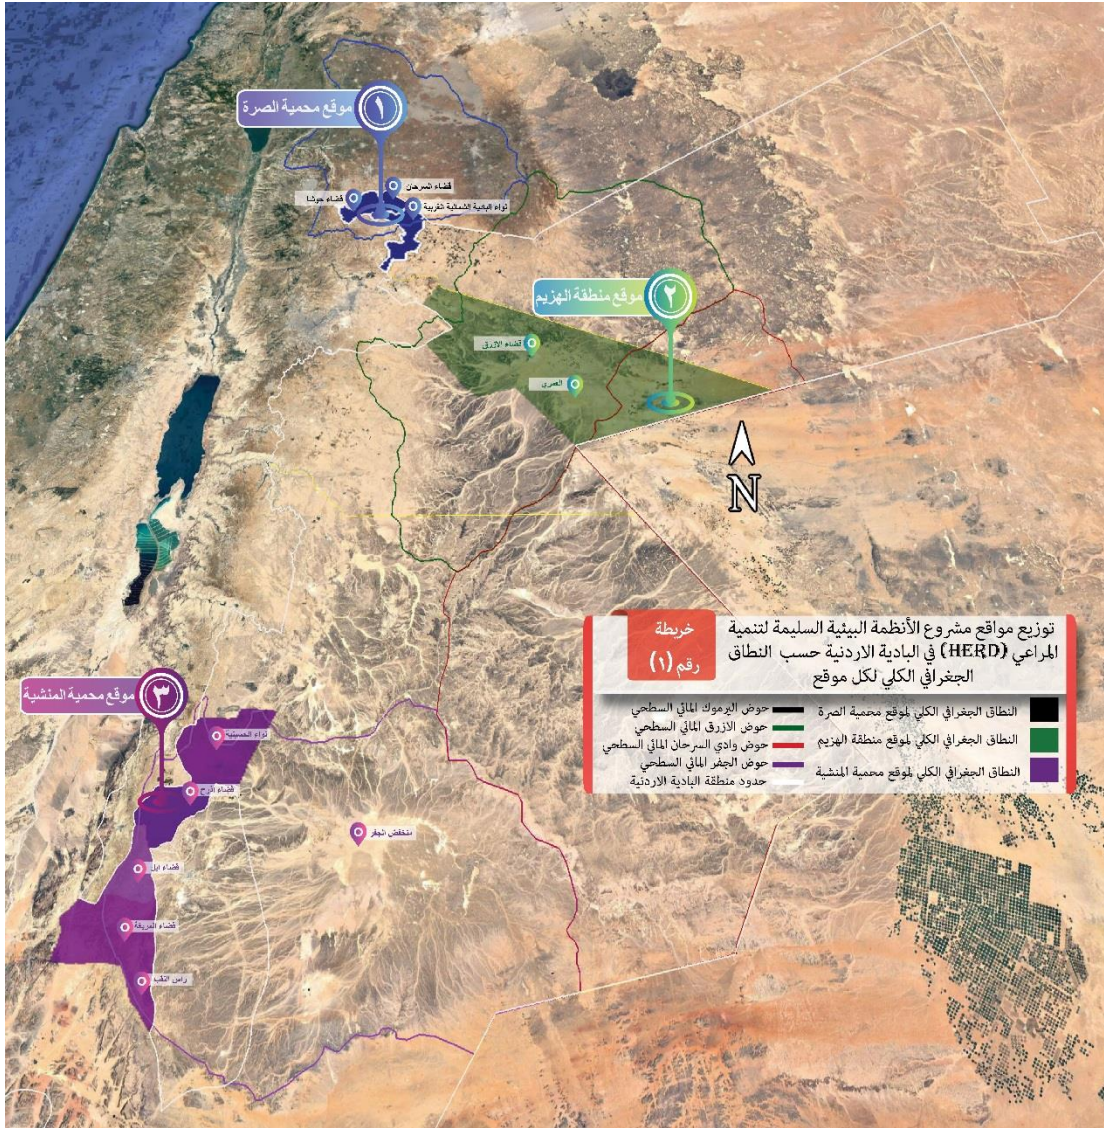 موقع محمية الصرة
١
قضاء السرحان
قضاء حوشا
لواء البادية الشمالية الغربية
موقع منطقة الهزيم
٢
قضاء الازرق
العمري
N
خريطة
رقم (١)
توزيع مواقع مشروع الأنظمة البيئية السليمة لتنمية
المراعي (HERD) في البادية الاردنية حسب النطاق
الجغرافي الكلي لكل موقع
النطاق الجغرافي الكلي لموقع محمية الصرة
النطاق الجغرافي الكلي لموقع منطقة الهزيم
النطاق الجغرافي الكلي لموقع محمية المنشية
حوض اليرموك المائي السطحي
حوض الازرق المائي السطحي
حوض وادي السرحان المائي السطحي
حوض الجفر المائي السطحي
حدود منطقة البادية الاردنية
موقع محمية المنشية
٣
لواء الحسينية
قضاء اذرح
منخفض الجفر
قضاء ايل
قضاء المريغة
راس النقب